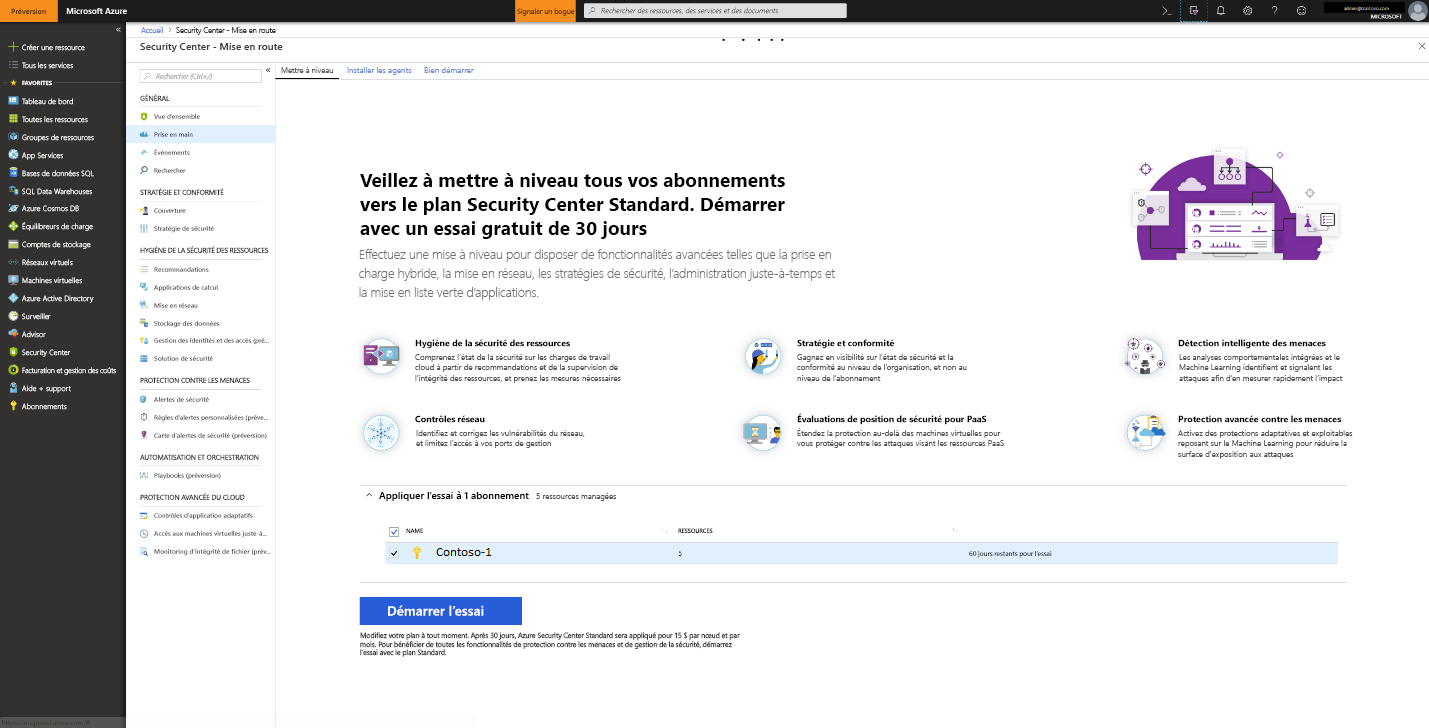 Préversion
Microsoft Azure
Signaler un bogue
Rechercher des ressources, des services et des documents
admin@contoso.com
MICROSOFT
Créer une ressource
Tous les services
FAVORITES
Tableau de bord
Toutes les ressources
Groupes de ressources
App Services
Bases de données SQL
SQL Data Warehouses
Azure Cosmos DB
Équilibreurs de charge
Comptes de stockage
Réseaux virtuels
Machines virtuelles
Azure Active Directory
Surveiller
Advisor
Security Center
Facturation et gestion des coûts
Aide + support
Abonnements
Accueil > Security Center - Mise en route
Security Center - Mise en route
Rechercher (Ctrl+/)
GÉNÉRAL
Vue d'ensemble
Prise en main
Événements
Rechercher
STRATÉGIE ET CONFORMITÉ
Couverture
Stratégie de sécurité
HYGIÈNE DE LA SÉCURITÉ DES RESSOURCES
Recommandations
Applications de calcul
Mise en réseau
Stockage des données
Gestion des identités et des accès (pré...
Solution de sécurité
PROTECTION CONTRE LES MENACES
Alertes de sécurité
Règles d'alertes personnalisées (préve...
Carte d'alertes de sécurité (préversion)
AUTOMATISATION ET ORCHESTRATION
Playbooks (préversion)
PROTECTION AVANCÉE DU CLOUD
Contrôles d'application adaptatifs
Accès aux machines virtuelles juste-à...
Monitoring d'intégrité de fichier (prév...
Mettre à niveau
Installer les agents
Bien démarrer
Veillez à mettre à niveau tous vos abonnements
vers le plan Security Center Standard. Démarrer
avec un essai gratuit de 30 jours
Effectuez une mise à niveau pour disposer de fonctionnalités avancées telles que la prise en
charge hybride, la mise en réseau, les stratégies de sécurité, l'administration juste-à-temps et
la mise en liste verte d'applications.
Hygiène de la sécurité des ressources
Comprenez l'état de la sécurité sur les charges de travail
cloud à partir de recommandations et de la supervision de
l'intégrité des ressources, et prenez les mesures nécessaires
Stratégie et conformité
Gagnez en visibilité sur l'état de sécurité et la
conformité au niveau de l'organisation, et non au
niveau de l'abonnement
Détection intelligente des menaces
Les analyses comportementales intégrées et le
Machine Learning identifient et signalent les
attaques afin d'en mesurer rapidement l'impact
Contrôles réseau
Identifiez et corrigez les vulnérabilités du réseau,
et limitez l'accès à vos ports de gestion
Évaluations de position de sécurité pour PaaS
Étendez la protection au-delà des machines virtuelles pour
vous protéger contre les attaques visant les ressources PaaS
Protection avancée contre les menaces
Activez des protections adaptatives et exploitables
reposant sur le Machine Learning pour réduire la
surface d'exposition aux attaques
Appliquer l'essai à 1 abonnement 5 ressources managées
NAME
RESSOURCES
Contoso-1
5
60 jours restants pour l'essai
Démarrer l'essai
Modifiez votre plan à tout moment. Après 30 jours, Azure Security Center Standard sera appliqué pour 15 $ par nœud et par
mois. Pour bénéficier de toutes les fonctionnalités de protection contre les menaces et de gestion de la sécurité, démarrez
l'essai avec le plan Standard.